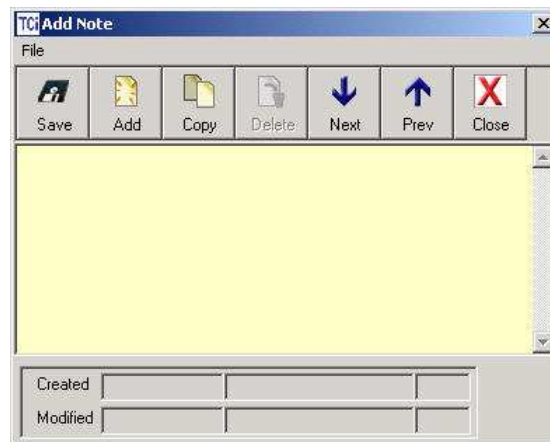 TCi Add Note
File
Save Add Copy Delete Next Prev Close
Created
Modified